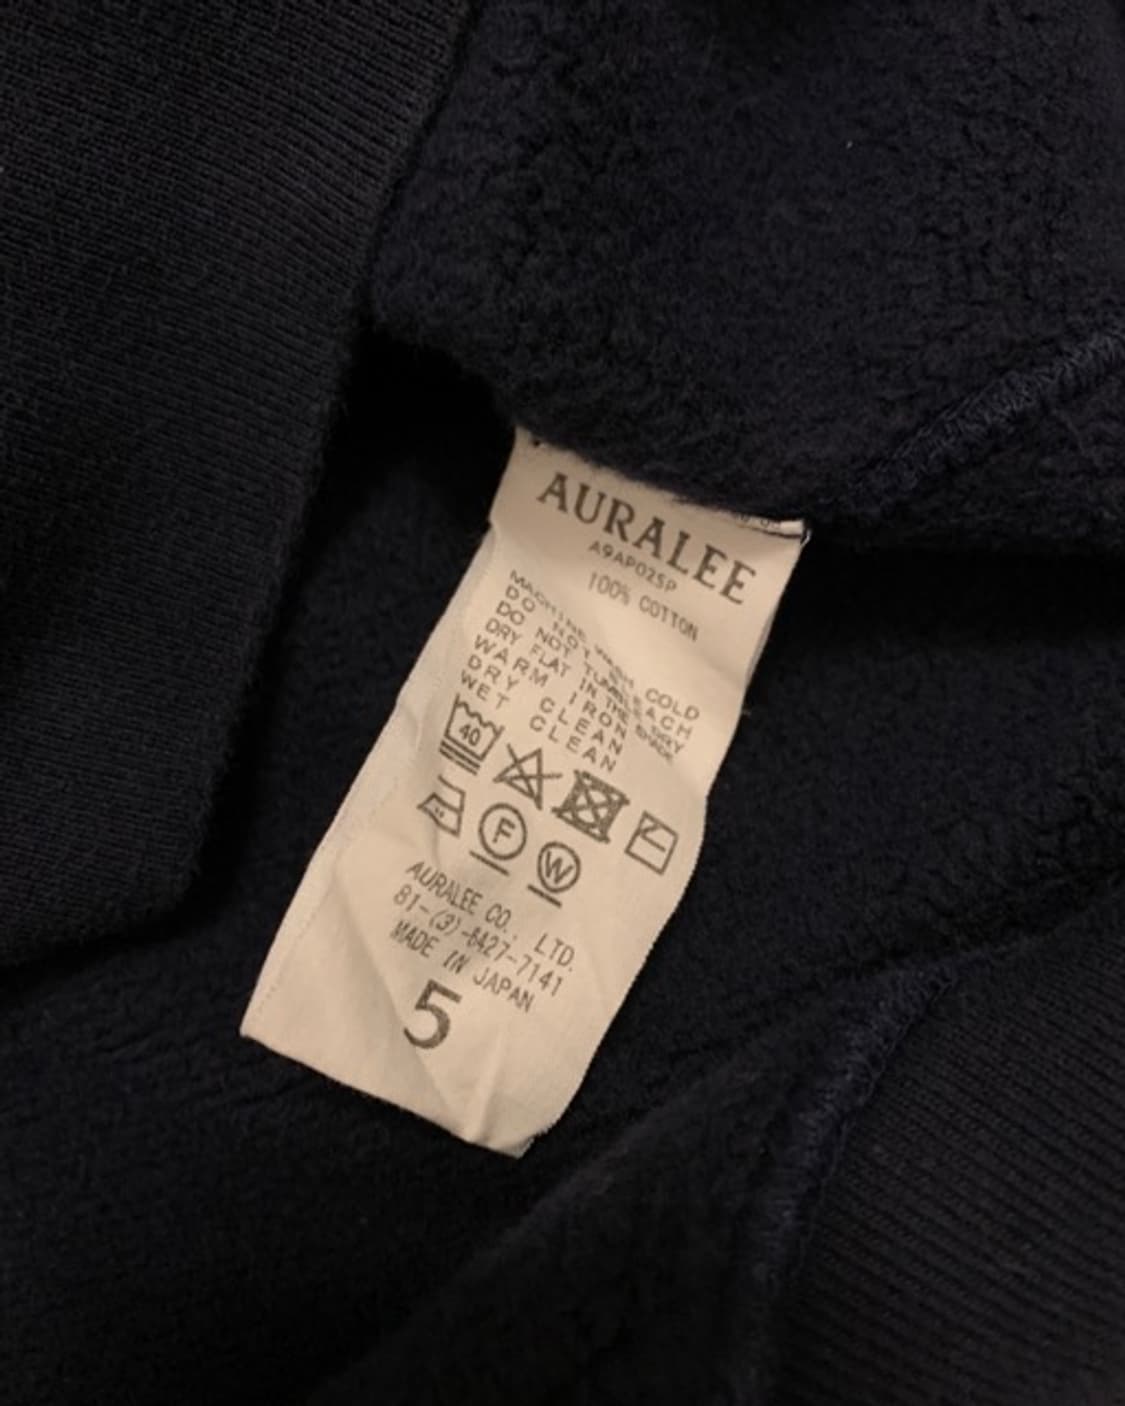 AURALEE
A9AP02SP
100% COTTON
MACHINE WASH COLD
DO NOT BLEACH
DO NOT TUMBLE DRY
DRY FLAT IN THE SHADE
WARM IRON
DRY CLEAN
WET CLEAN
40
F
W
AURALEE CO., LTD.
81-(3)-6427-7141
MADE IN JAPAN
5